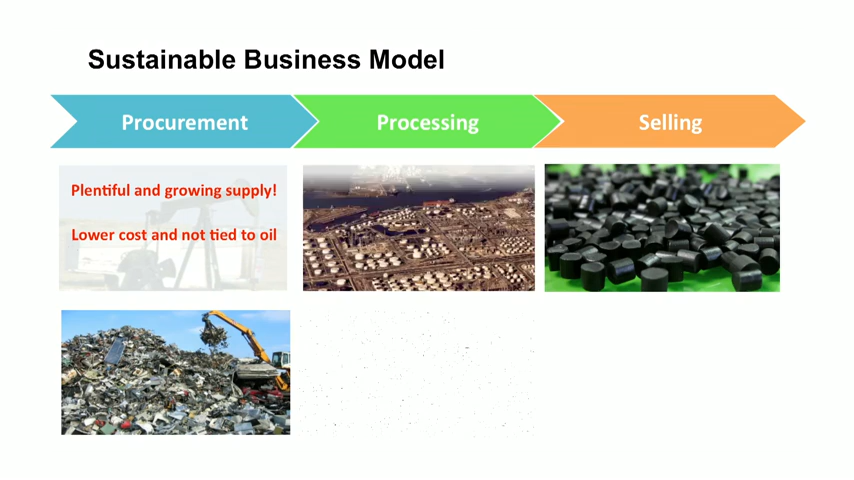 Sustainable Business Model
Procurement
Processing
Selling
Plentiful and growing supply!
Lower cost and not tied to oil